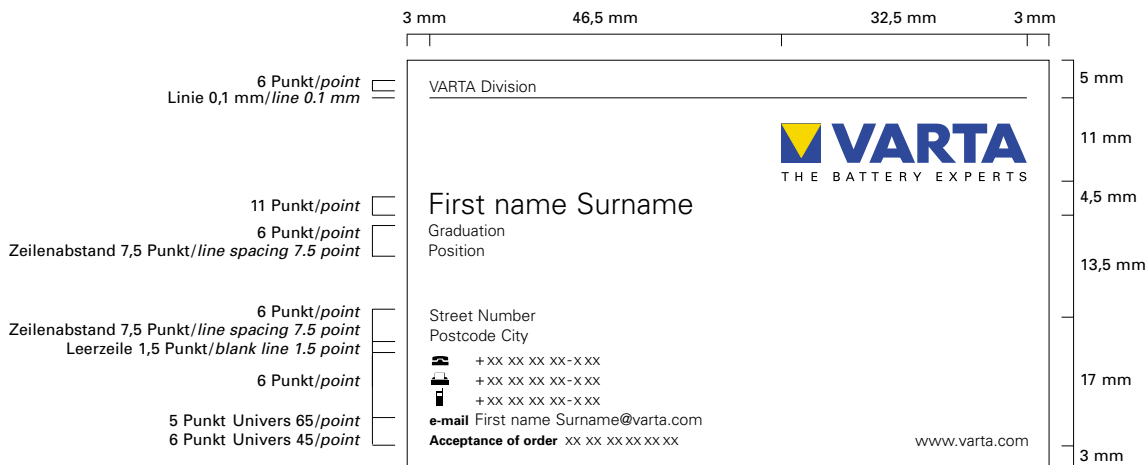 3 mm 46,5 mm 32,5 mm 3 mm
6 Punkt/point
Linie 0,1 mm/line 0.1 mm
VARTA Division
5 mm
11 mm
VARTA
THE BATTERY EXPERTS
4,5 mm
11 Punkt/point
First name Surname
6 Punkt/point
Zeilenabstand 7,5 Punkt/line spacing 7.5 point
Graduation
Position
13,5 mm
6 Punkt/point
Zeilenabstand 7,5 Punkt/line spacing 7.5 point
Leerzeile 1,5 Punkt/blank line 1.5 point
6 Punkt/point
5 Punkt Univers 65/point
6 Punkt Univers 45/point
Street Number
Postcode City
+xx xx xx xx-xxx
+xx xx xx xx-xxx
+xx xx xx xx-xxx
e-mail First name Surname@varta.com
Acceptance of order xx xx xx xx xx xx
www.varta.com
17 mm
3 mm